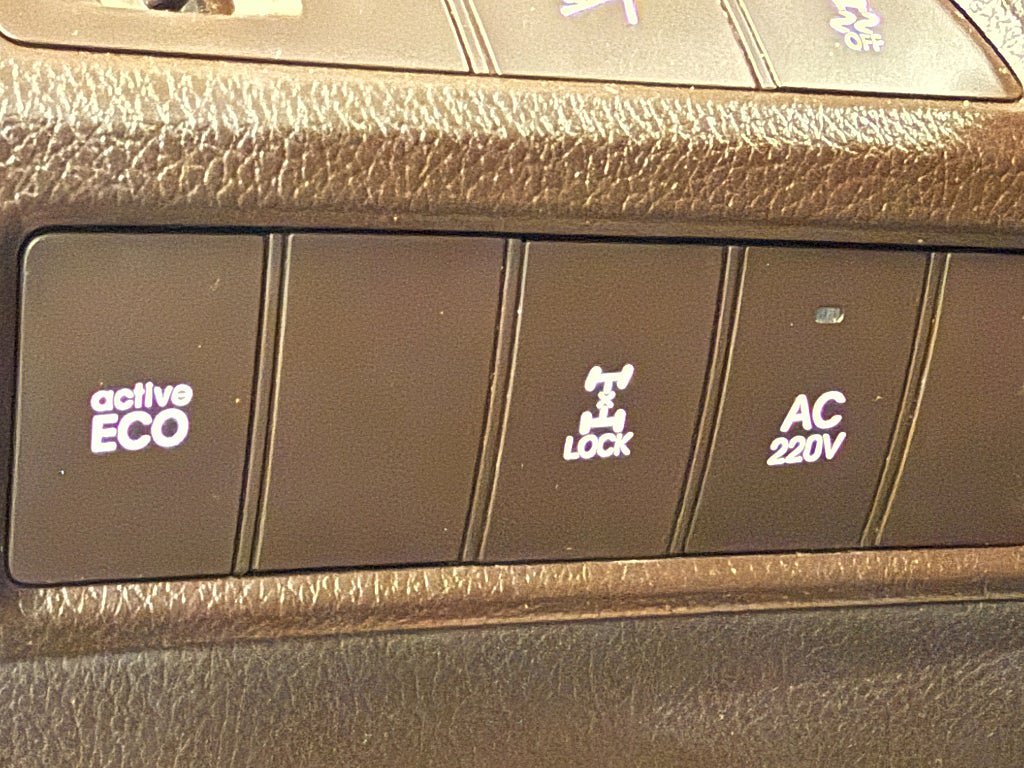 active
ECO
LOCK
AC
220V